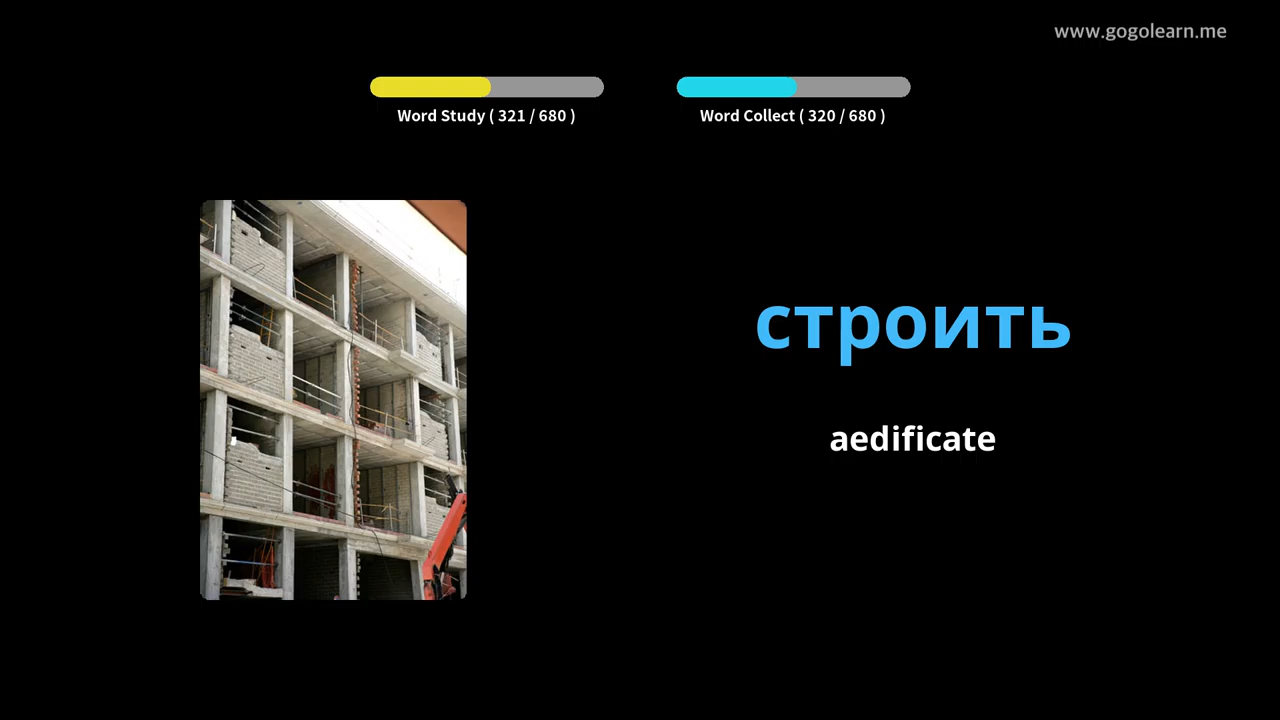 www.gogolearn.me
Word Study ( 321 / 680 )
Word Collect ( 320 / 680 )
строить
aedificate